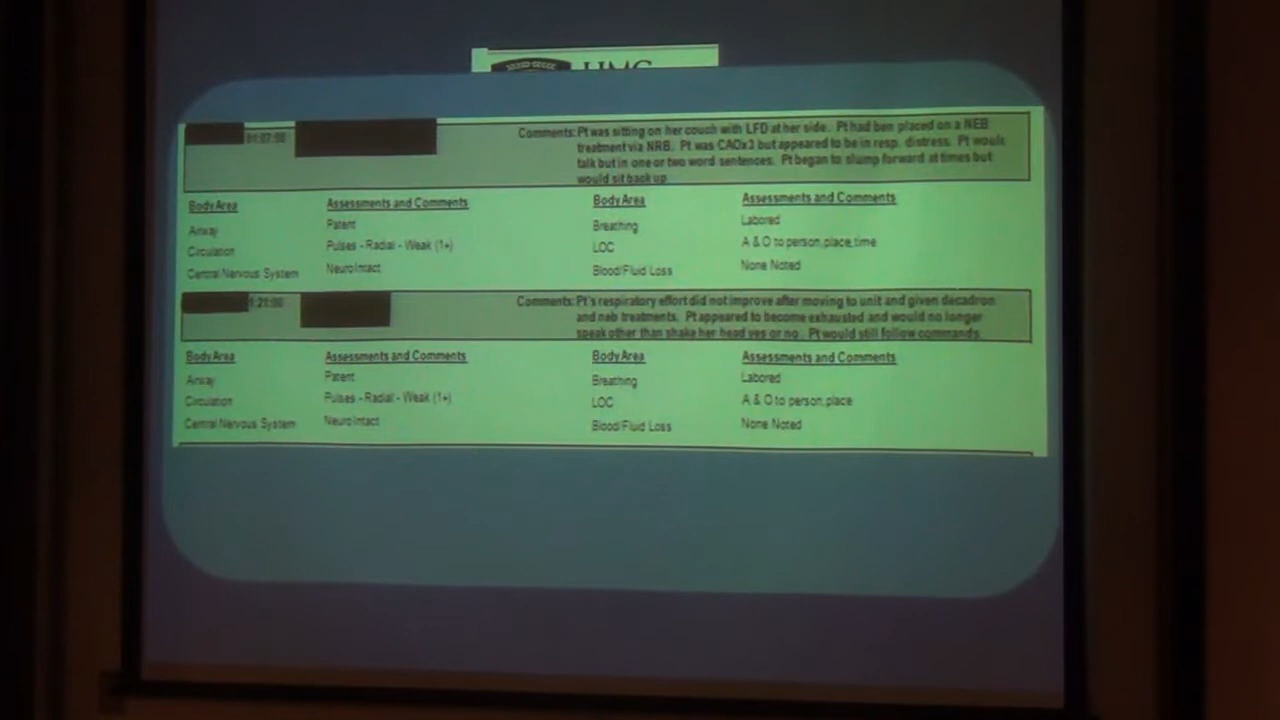 01:07:00 Comments: Pt was sitting on her couch with LFD at her side. Pt had ben placed on a NEB
treatment via NRB. Pt was CAOx3 but appeared to be in resp. distress. Pt would
talk but in one or two word sentences. Pt began to slump forward at times but
would sit back up
Body Area Assessments and Comments Body Area Assessments and Comments
Airway Patent Breathing Labored
Circulation Pulses - Radial - Weak (1+) LOC A & O to person,place,time
Central Nervous System Neuro Intact Blood/Fluid Loss None Noted
1:21:00 Comments: Pt's respiratory effort did not improve after moving to unit and given decadron
and neb treatments. Pt appeared to become exhausted and would no longer
speak other than shake her head yes or no. Pt would still follow commands.
Body Area Assessments and Comments Body Area Assessments and Comments
Airway Patent Breathing Labored
Circulation Pulses - Radial - Weak (1+) LOC A & O to person,place
Central Nervous System Neuro Intact Blood/Fluid Loss None Noted